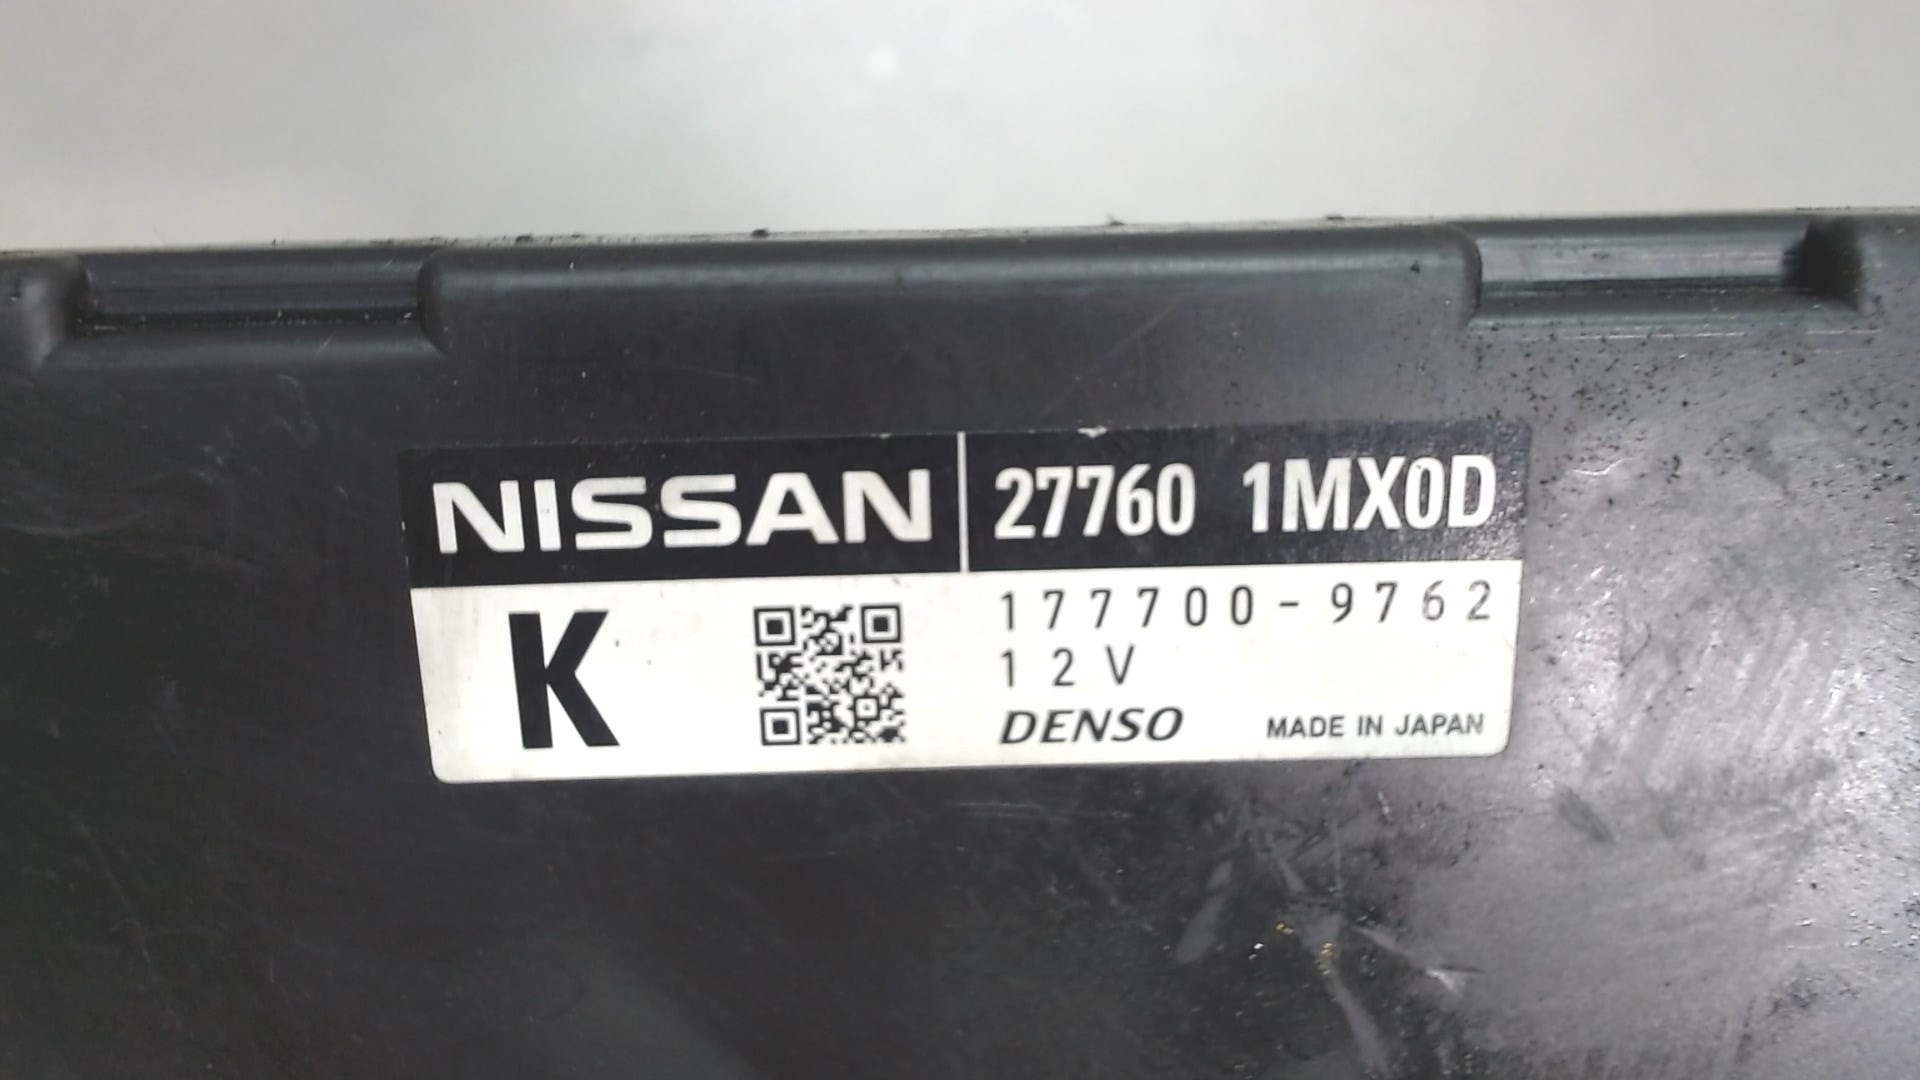 NISSAN 27760 1MX0D
K
177700-9762
12V
DENSO MADE IN JAPAN